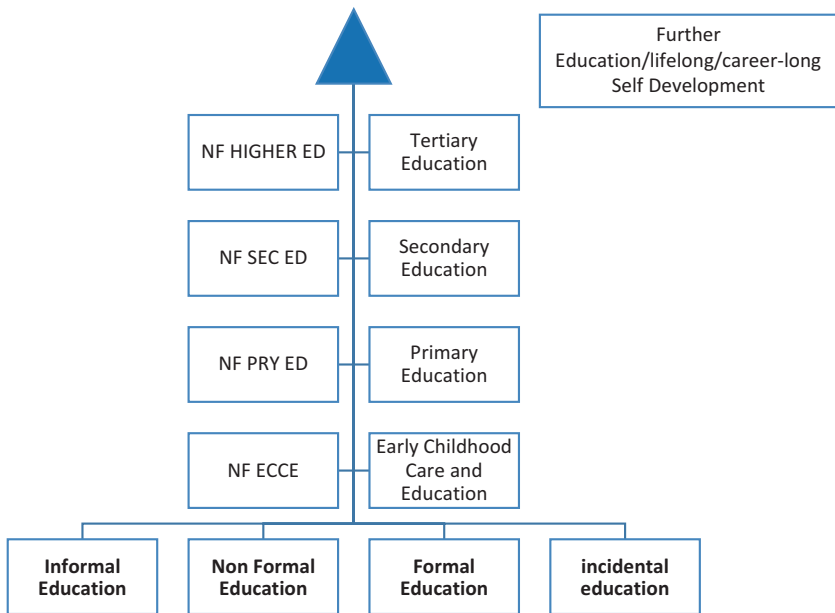 Further
Education/lifelong/career-long
Self Development
NF HIGHER ED
Tertiary
Education
NF SEC ED
Secondary
Education
NF PRY ED
Primary
Education
NF ECCE
Early Childhood
Care and
Education
Informal
Education
Non Formal
Education
Formal
Education
incidental
education